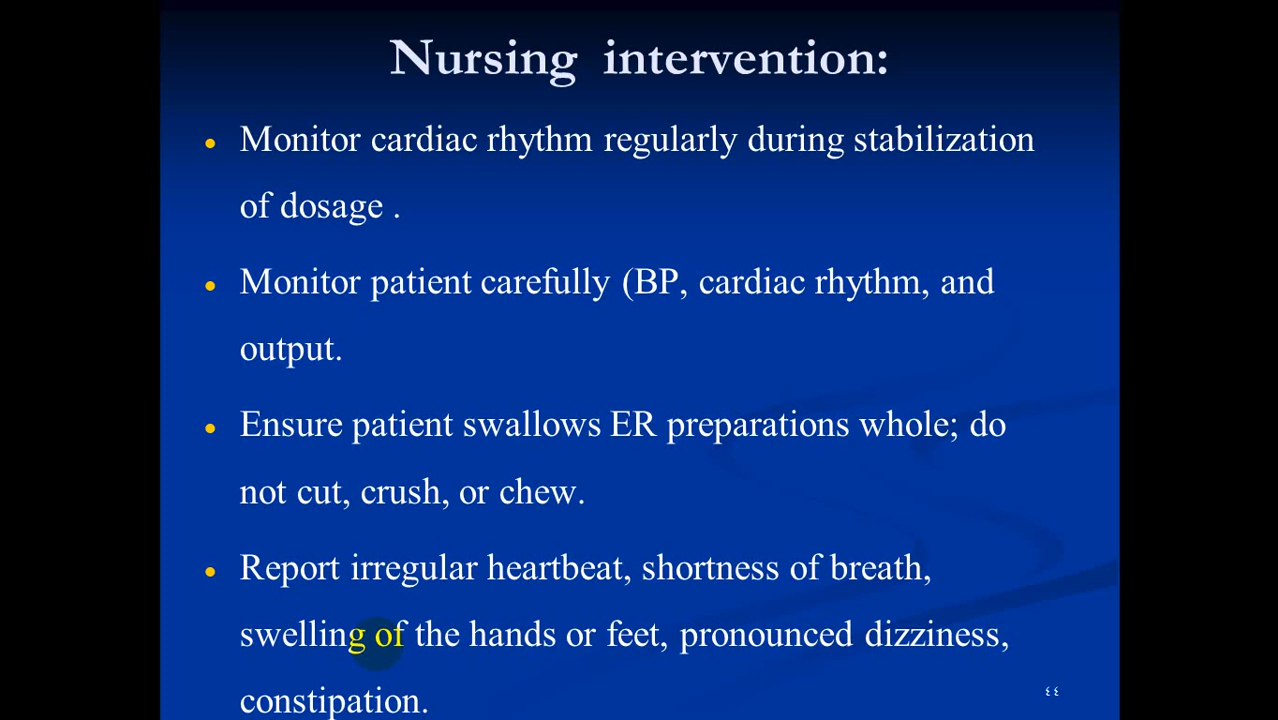 Nursing intervention:
Monitor cardiac rhythm regularly during stabilization
of dosage .
Monitor patient carefully (BP, cardiac rhythm, and
output.
Ensure patient swallows ER preparations whole; do
not cut, crush, or chew.
Report irregular heartbeat, shortness of breath,
swelling of the hands or feet, pronounced dizziness,
constipation.
٤٤